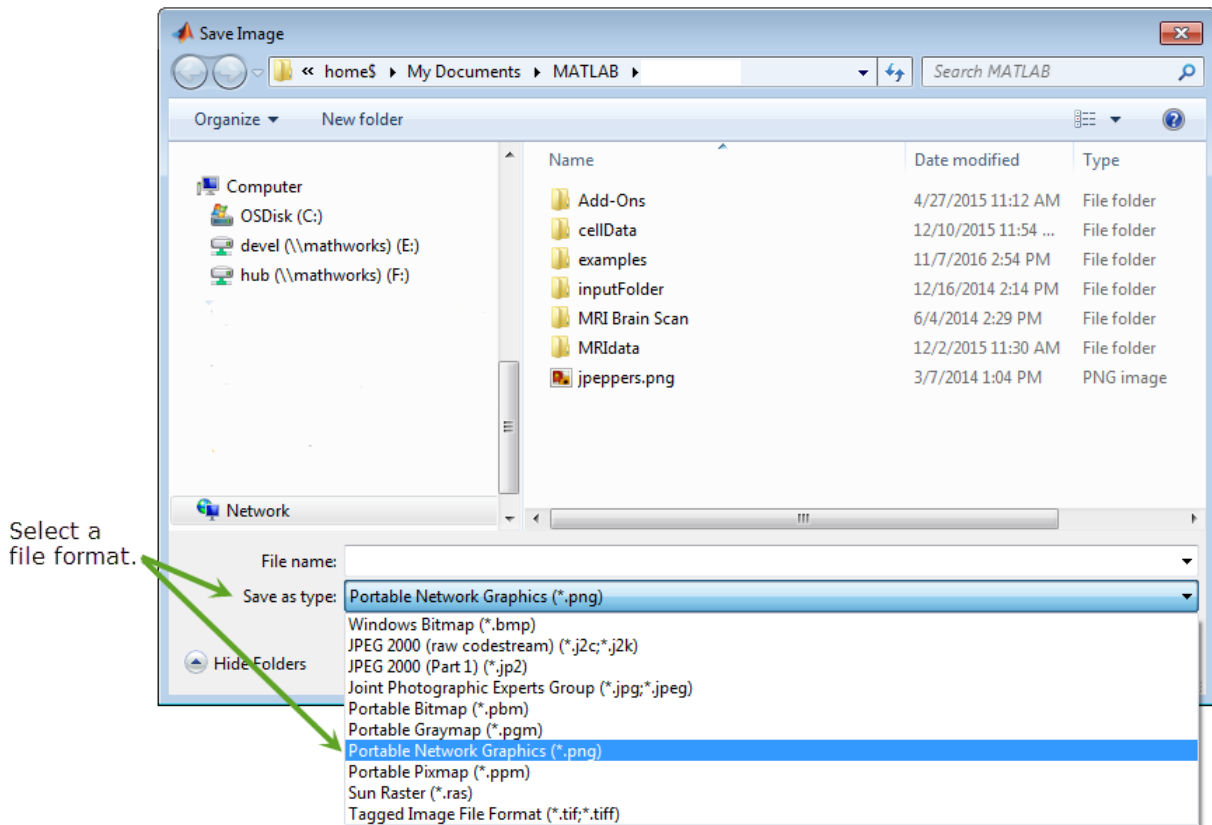 Save Image
« home$ ▸ My Documents ▸ MATLAB ▸
Search MATLAB
Organize ▾ New folder
Computer
OSDisk (C:)
devel (\\mathworks) (E:)
hub (\\mathworks) (F:)
Network
Name Date modified Type
Add-Ons 4/27/2015 11:12 AM File folder
cellData 12/10/2015 11:54 ... File folder
examples 11/7/2016 2:54 PM File folder
inputFolder 12/16/2014 2:14 PM File folder
MRI Brain Scan 6/4/2014 2:29 PM File folder
MRIdata 12/2/2015 11:30 AM File folder
jpeppers.png 3/7/2014 1:04 PM PNG image
Select a
file format.
File name:
Save as type: Portable Network Graphics (*.png)
Hide Folders
Windows Bitmap (*.bmp)
JPEG 2000 (raw codestream) (*.j2c;*.j2k)
JPEG 2000 (Part 1) (*.jp2)
Joint Photographic Experts Group (*.jpg;*.jpeg)
Portable Bitmap (*.pbm)
Portable Graymap (*.pgm)
Portable Network Graphics (*.png)
Portable Pixmap (*.ppm)
Sun Raster (*.ras)
Tagged Image File Format (*.tif;*.tiff)